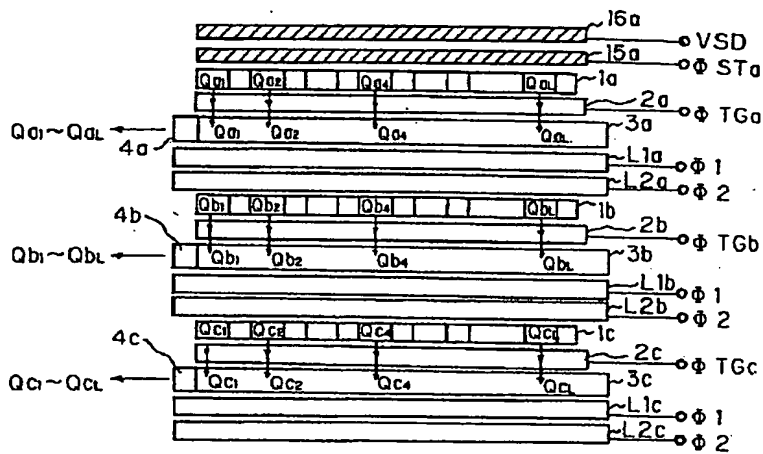 16a
VSD
15a
Φ STa
Qa1 Qa2 Qa4 QaL 1a
2a
Φ TGa
Qa1~QaL 4a Qa1 Qa2 Qa4 QaL 3a
L1a
Φ 1
L2a
Φ 2
Qb1 Qb2 Qb4 QbL 1b
4b 2b
Φ TGb
Qb1~QbL Qb1 Qb2 Qb4 QbL 3b
L1b
Φ 1
L2b
Φ 2
Qc1 Qc2 Qc4 QcL 1c
4c 2c
Φ TGc
Qc1~QcL Qc1 Qc2 Qc4 QcL 3c
L1c
Φ 1
L2c
Φ 2